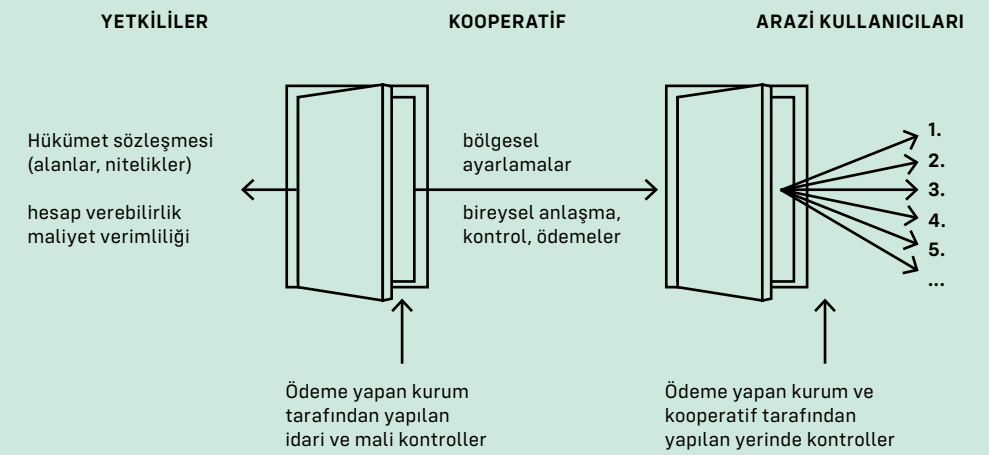 YETKİLİLER
KOOPERATİF
ARAZİ KULLANICILARI
Hükümet sözleşmesi
(alanlar, nitelikler)
hesap verebilirlik
maliyet verimliliği
bölgesel
ayarlamalar
bireysel anlaşma,
kontrol, ödemeler
1.
2.
3.
4.
5.
...
Ödeme yapan kurum
tarafından yapılan
idari ve mali kontroller
Ödeme yapan kurum ve
kooperatif tarafından
yapılan yerinde kontroller